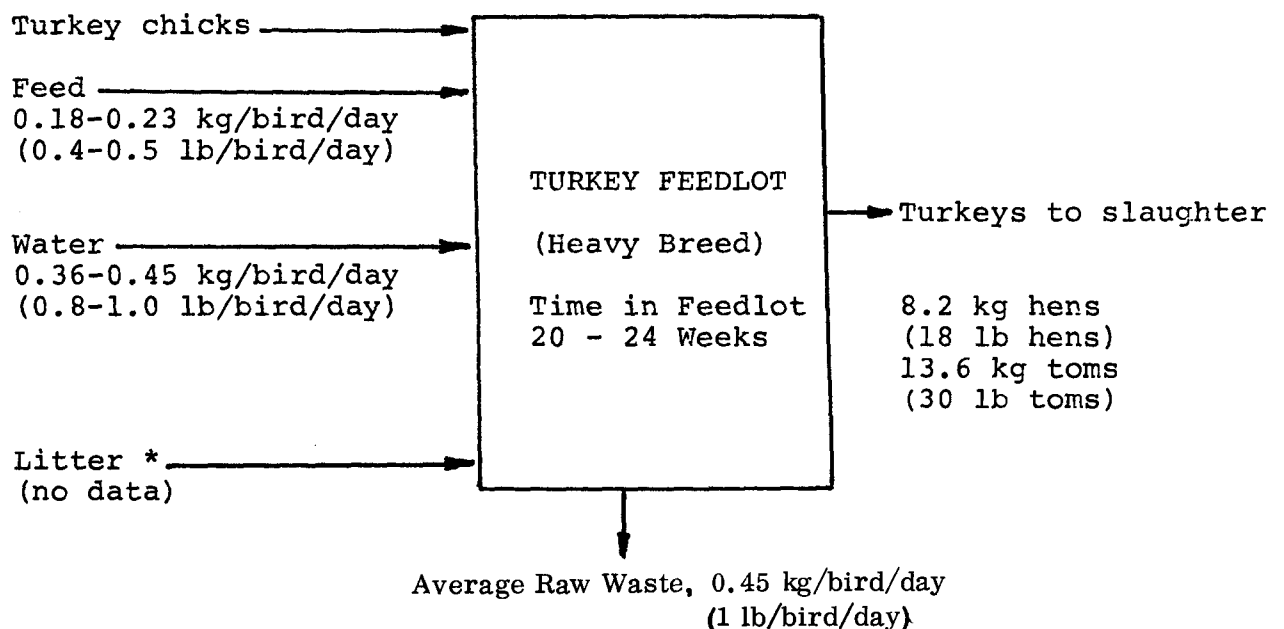 Turkey chicks
Feed
0.18-0.23 kg/bird/day
(0.4-0.5 lb/bird/day)
Water
0.36-0.45 kg/bird/day
(0.8-1.0 lb/bird/day)
Litter *
(no data)
TURKEY FEEDLOT
(Heavy Breed)
Time in Feedlot
20 - 24 Weeks
Turkeys to slaughter
8.2 kg hens
(18 lb hens)
13.6 kg toms
(30 lb toms)
Average Raw Waste, 0.45 kg/bird/day
(1 lb/bird/day)